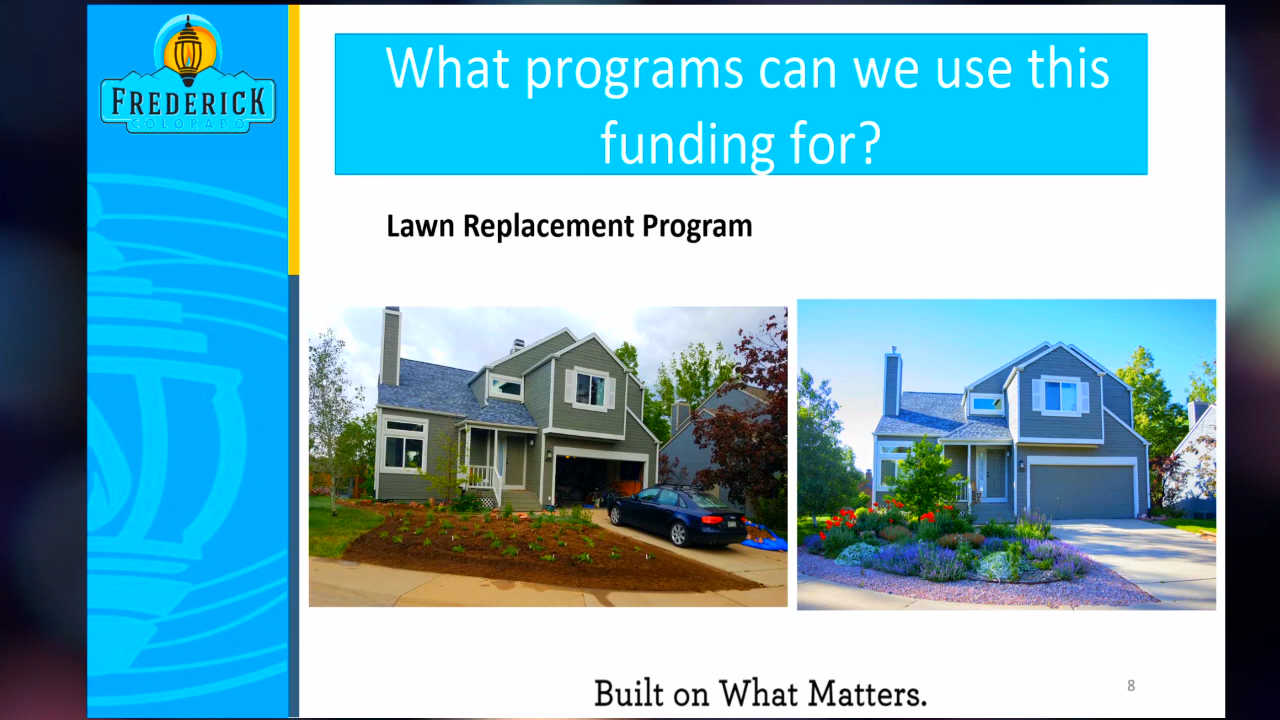 FREDERICK
COLORADO
What programs can we use this
funding for?
Lawn Replacement Program
Built on What Matters.
8